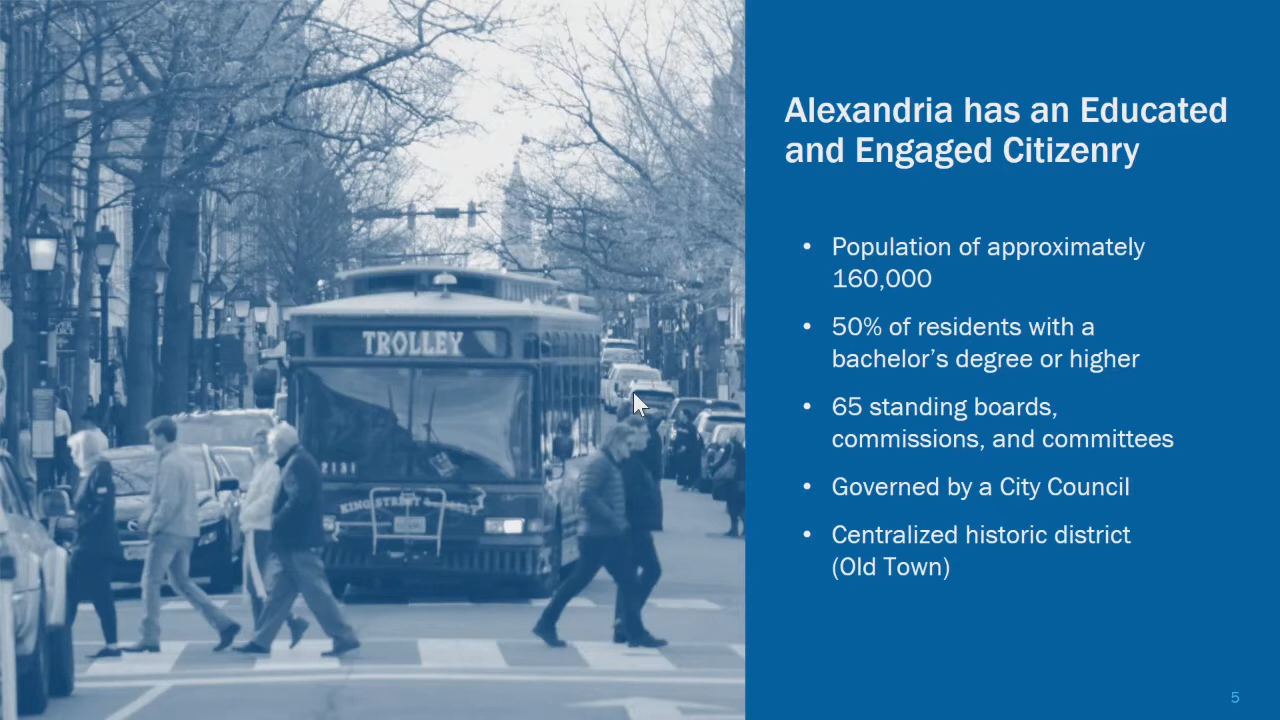 Alexandria has an Educated
and Engaged Citizenry
• Population of approximately
160,000
• 50% of residents with a
bachelor’s degree or higher
• 65 standing boards,
commissions, and committees
• Governed by a City Council
• Centralized historic district
(Old Town)
5
TROLLEY
2131
KING STREET